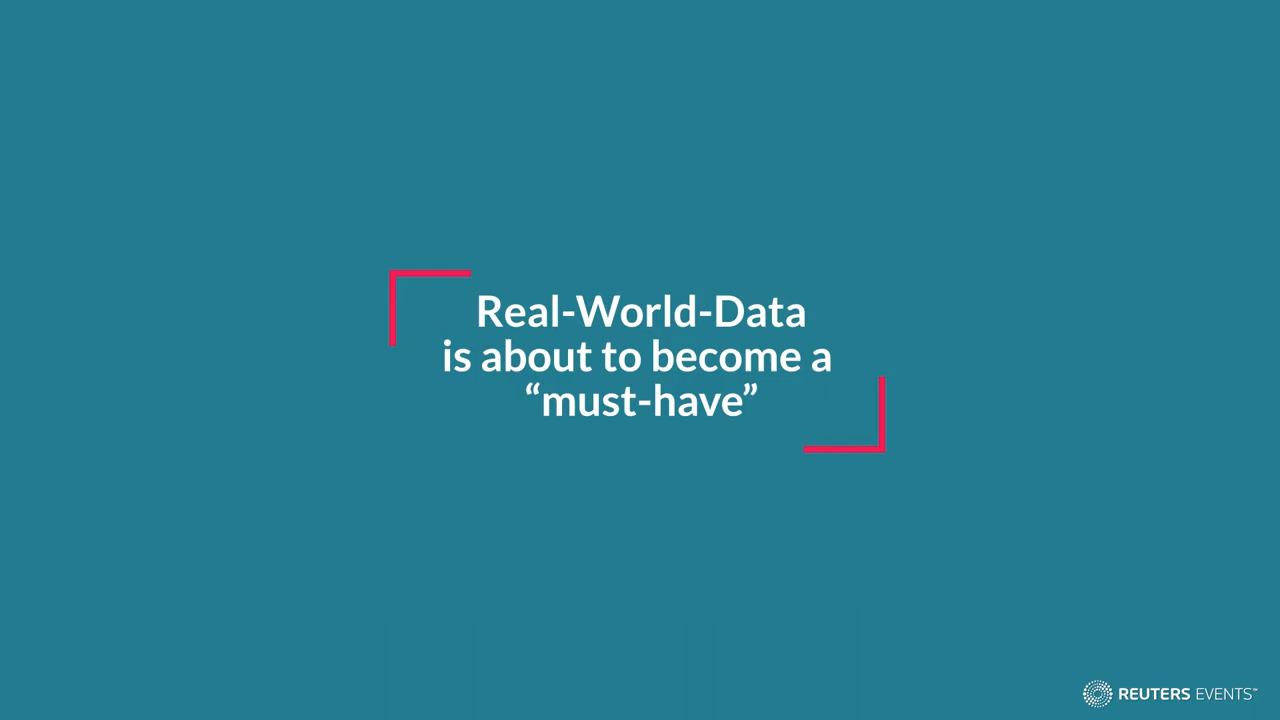 Real-World-Data
is about to become a
“must-have”
REUTERS EVENTS™